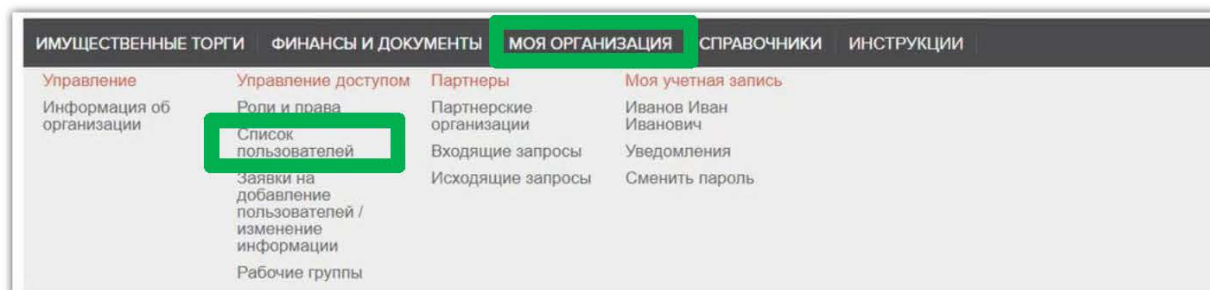 ИМУЩЕСТВЕННЫЕ ТОРГИ ФИНАНСЫ И ДОКУМЕНТЫ МОЯ ОРГАНИЗАЦИЯ СПРАВОЧНИКИ ИНСТРУКЦИИ
Управление
Информация об
организации
Управление доступом
Роли и права
Список
пользователей
Заявки на
добавление
пользователей /
изменение
информации
Рабочие группы
Партнеры
Партнерские
организации
Входящие запросы
Исходящие запросы
Моя учетная запись
Иванов Иван
Иванович
Уведомления
Сменить пароль